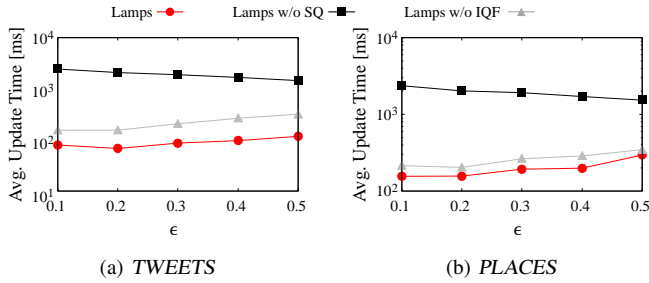 Lamps Lamps w/o SQ Lamps w/o IQF
Avg. Update Time [ms]
10^4
10^3
10^2
10^1
0.1 0.2 0.3 0.4 0.5
ϵ
(a) TWEETS
Avg. Update Time [ms]
10^4
10^3
10^2
0.1 0.2 0.3 0.4 0.5
ϵ
(b) PLACES